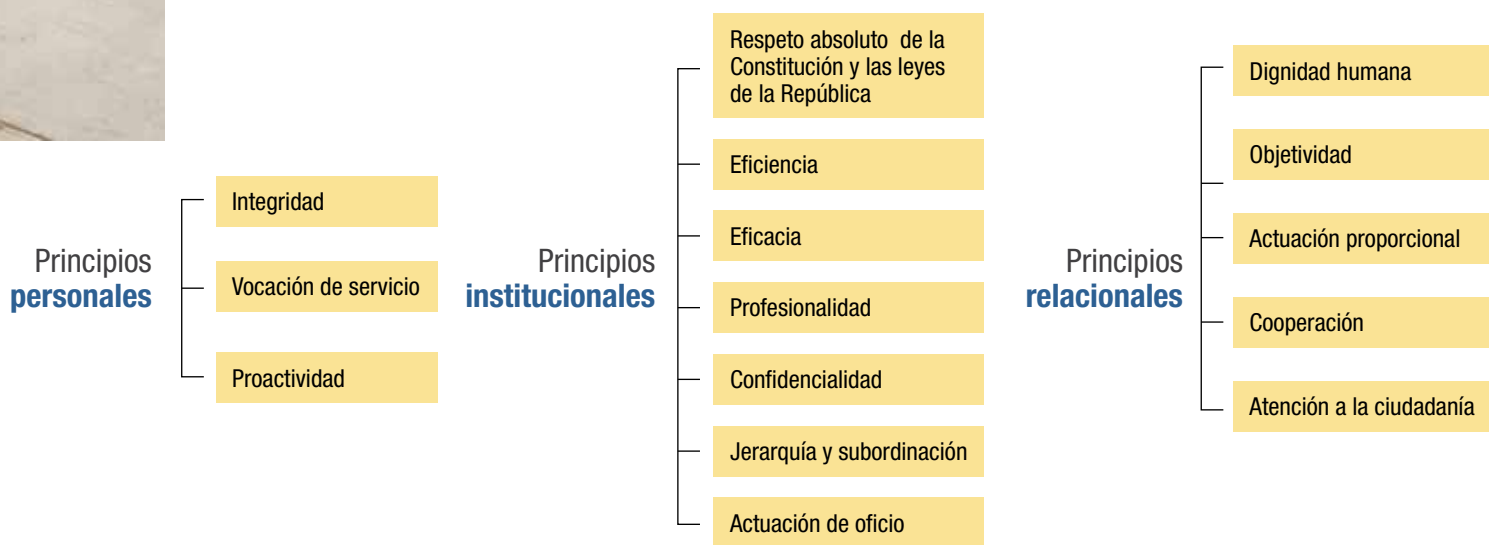 Principios
personales
Integridad
Vocación de servicio
Proactividad
Principios
institucionales
Respeto absoluto de la
Constitución y las leyes
de la República
Eficiencia
Eficacia
Profesionalidad
Confidencialidad
Jerarquía y subordinación
Actuación de oficio
Principios
relacionales
Dignidad humana
Objetividad
Actuación proporcional
Cooperación
Atención a la ciudadanía